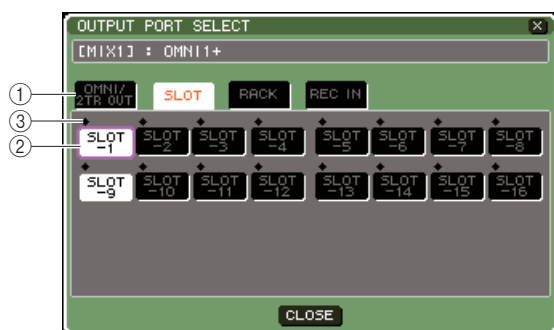 OUTPUT PORT SELECT
[MIX1] : OMNI1+
① OMNI/ 2TR OUT SLOT RACK REC IN
③
② SLOT -1 SLOT -2 SLOT -3 SLOT -4 SLOT -5 SLOT -6 SLOT -7 SLOT -8
SLOT -9 SLOT -10 SLOT -11 SLOT -12 SLOT -13 SLOT -14 SLOT -15 SLOT -16
CLOSE